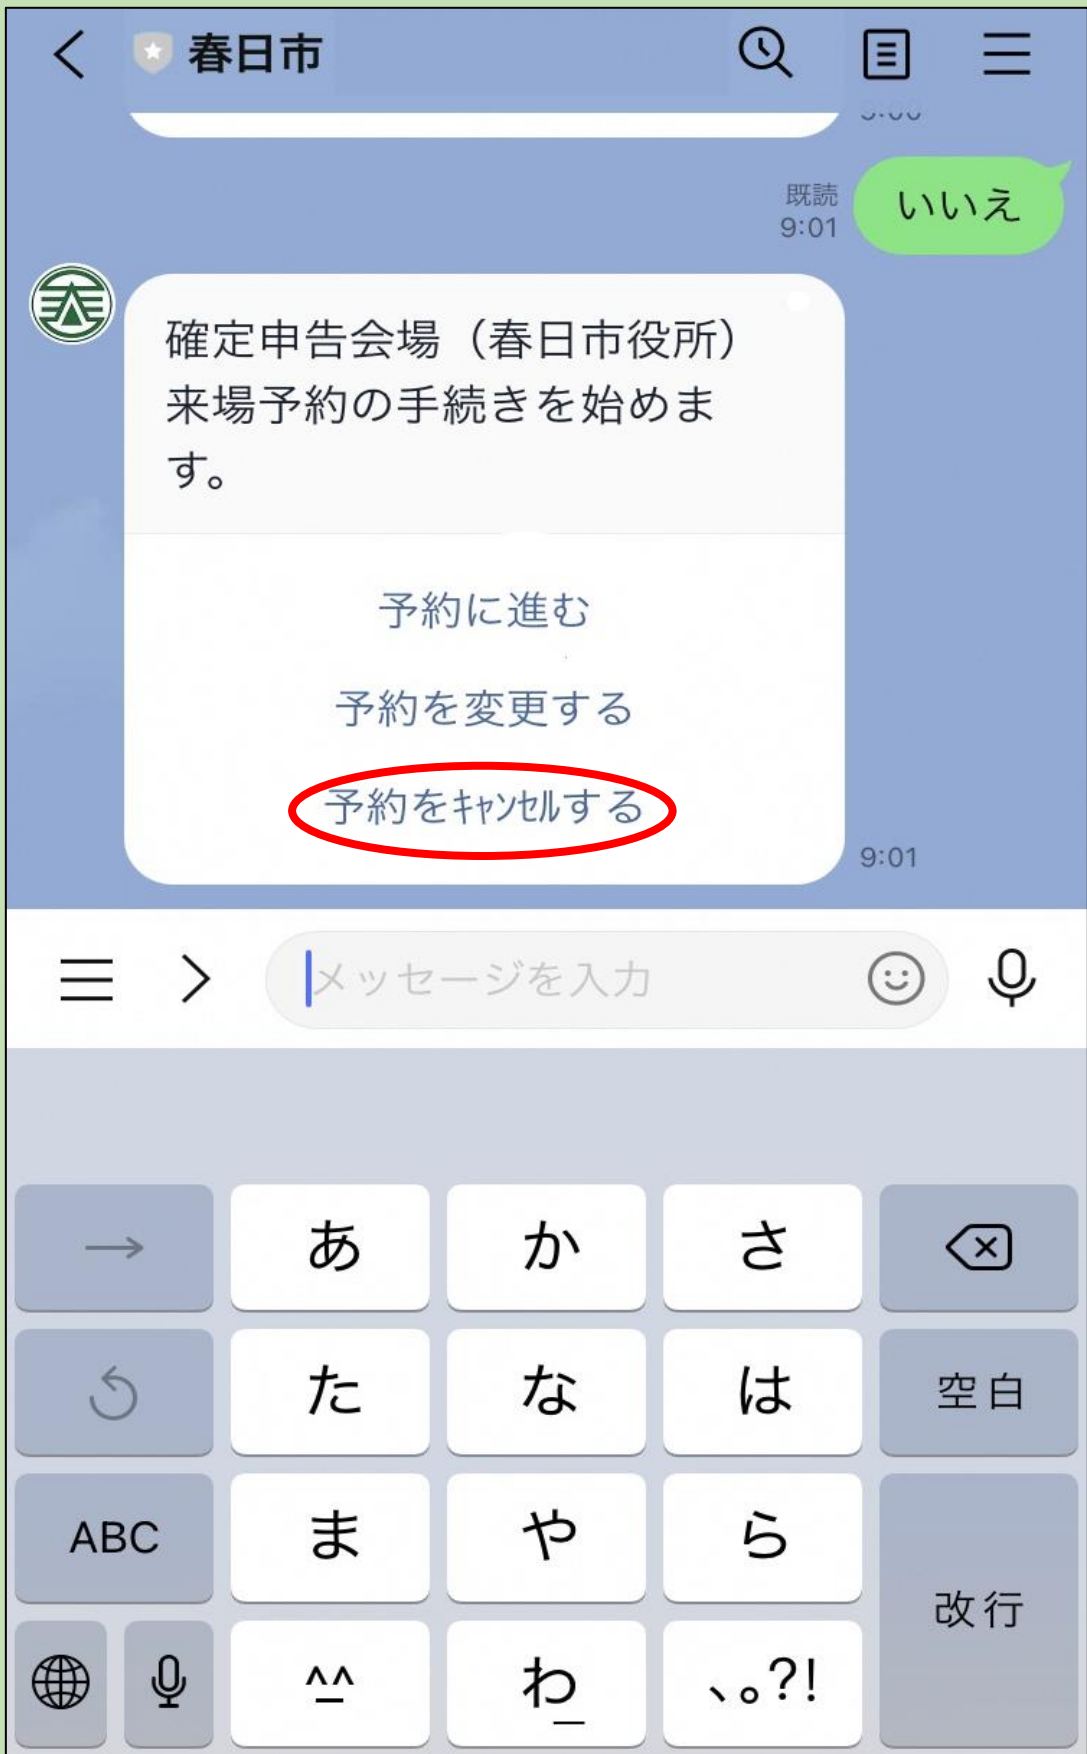 春日市
9:00
いいえ
既読
9:01
確定申告会場（春日市役所）
来場予約の手続きを始めま
す。
予約に進む
予約を変更する
予約をｷｬﾝｾﾙする
9:01
メッセージを入力
→ あ か さ
た な は 空白
ABC ま や ら
改行
^_^ わ_ 、。?!